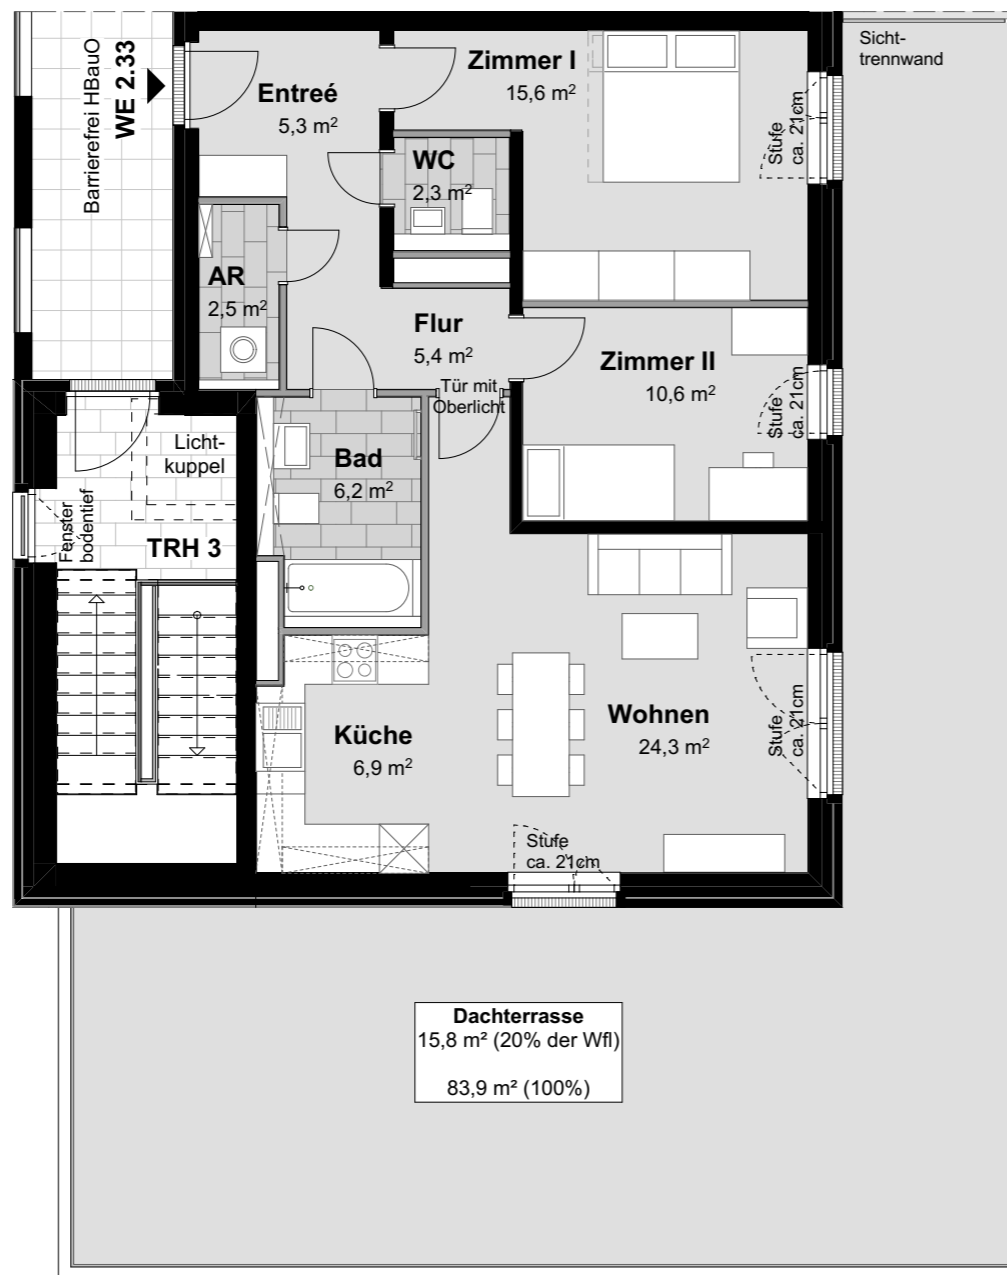 Barrierefrei HBauO
WE 2.33
Entreé
5,3 m²
Zimmer I
15,6 m²
Sicht-
trennwand
Stufe
ca. 21cm
WC
2,3 m²
AR
2,5 m²
Flur
5,4 m²
Tür mit
Oberlicht
Zimmer II
10,6 m²
Stufe
ca. 21cm
Licht-
kuppel
Bad
6,2 m²
Fenster
bodentief
TRH 3
Küche
6,9 m²
Wohnen
24,3 m²
Stufe
ca. 21cm
Stufe
ca. 21cm
Dachterrasse
15,8 m² (20% der Wfl)
83,9 m² (100%)